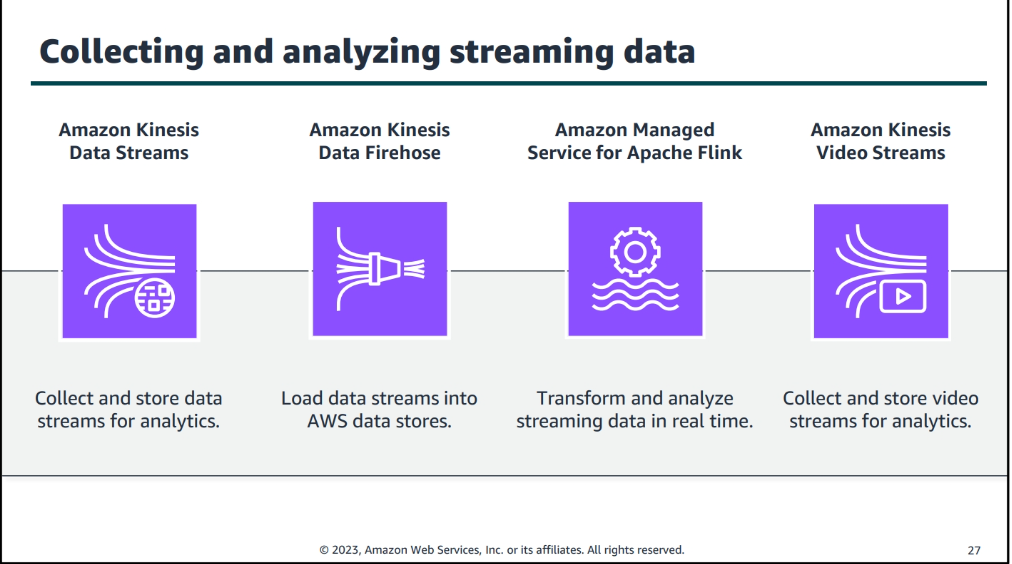 Collecting and analyzing streaming data
Amazon Kinesis
Data Streams
Amazon Kinesis
Data Firehose
Amazon Managed
Service for Apache Flink
Amazon Kinesis
Video Streams
Collect and store data
streams for analytics.
Load data streams into
AWS data stores.
Transform and analyze
streaming data in real time.
Collect and store video
streams for analytics.
© 2023, Amazon Web Services, Inc. or its affiliates. All rights reserved.
27